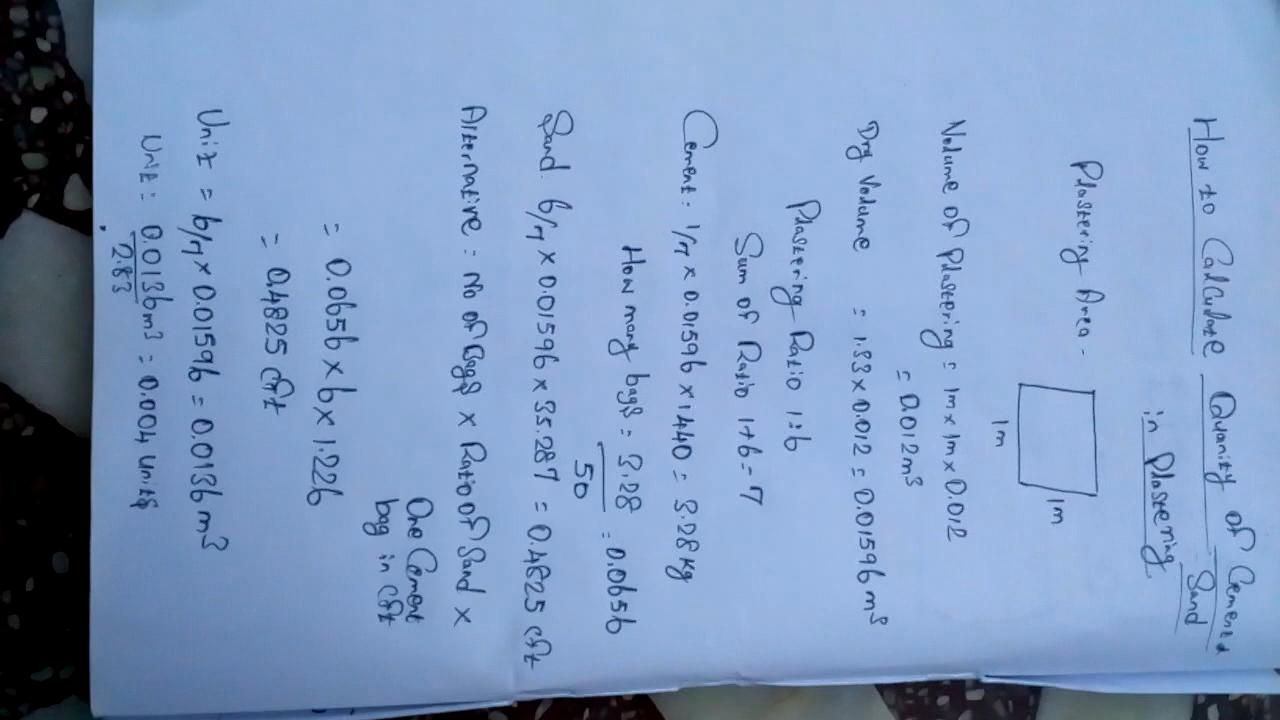 How to Calculate Quantity of Cement &
Sand
in Plastering
Plastering Area -
1m
1m
Volume of Plastering = 1m x 1m x 0.012
= 0.012m³
Dry Volume = 1.33 x 0.012 = 0.01596 m³
Plastering Ratio 1:6
Sum of Ratio 1+6=7
Cement = 1/7 x 0.01596 x 1440 = 3.28 kg
How many bags = 3.28 / 50 = 0.0656
Sand = 6/7 x 0.01596 x 35.287 = 0.4825 cft
Alternative = No of Bags x Ratio of Sand x
One Cement
bag in cft
= 0.0656 x 6 x 1.226
= 0.4825 cft
Unit = 6/7 x 0.01596 = 0.0136 m³
Unit = 0.0136m³ / 2.83 = 0.004 Units